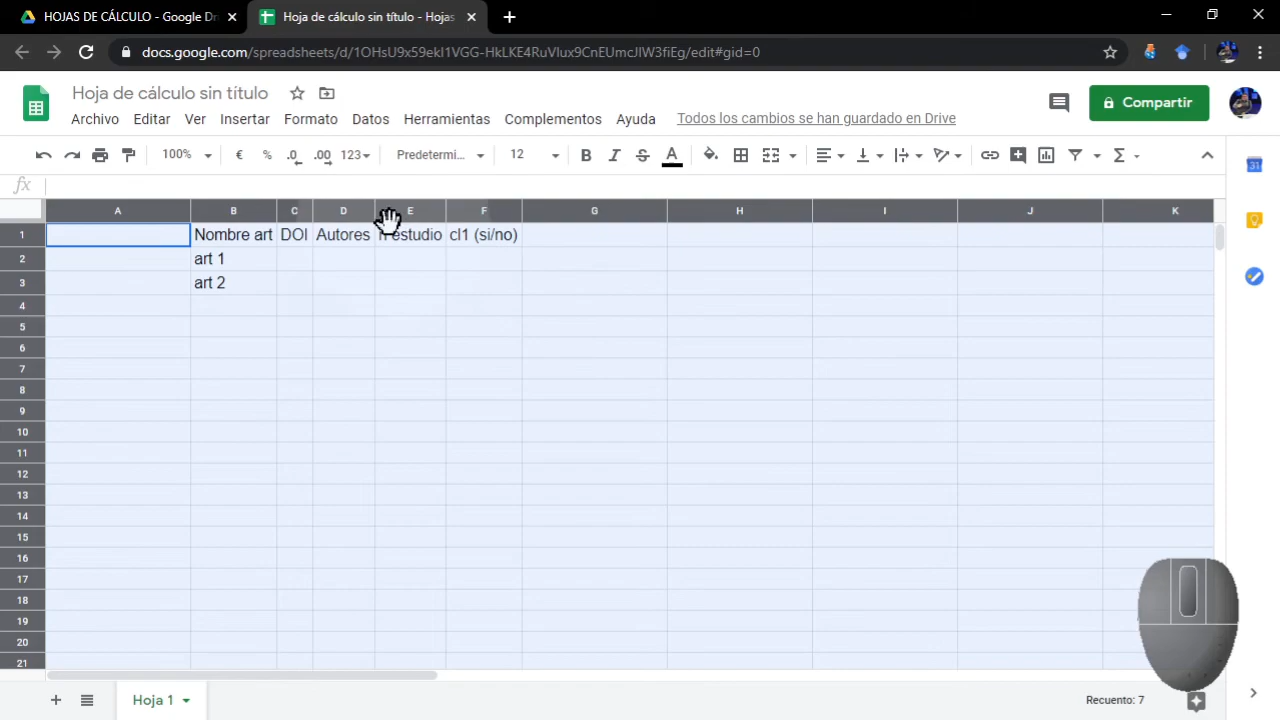 HOJAS DE CÁLCULO - Google Dr
Hoja de cálculo sin título - Hojas
docs.google.com/spreadsheets/d/1OHsU9x59ekI1VGG-HkLKE4RuVlux9CnEUmcJIW3fiEg/edit#gid=0
Hoja de cálculo sin título
Archivo Editar Ver Insertar Formato Datos Herramientas Complementos Ayuda Todos los cambios se han guardado en Drive
Compartir
100% € % .0 .00 123 Predetermi... 12 B I S A Σ
fx
A B C D E F G H I J K
1 Nombre art DOI Autores n estudio cl1 (si/no)
2 art 1
3 art 2
4
5
6
7
8
9
10
11
12
13
14
15
16
17
18
19
20
21
31
Hoja 1
Recuento: 7